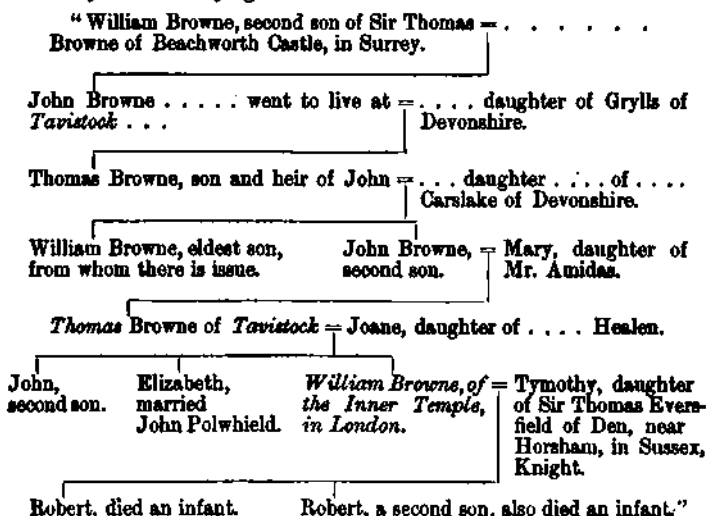 “William Browne, second son of Sir Thomas = . . . . . .
Browne of Beachworth Castle, in Surrey.
John Browne . . . . . went to live at = . . . . daughter of Grylls of
Tavistock . . . Devonshire.
Thomas Browne, son and heir of John = . . . daughter . . . of . . . .
Carslake of Devonshire.
William Browne, eldest son,
from whom there is issue.
John Browne, = Mary, daughter of
second son. Mr. Amidas.
Thomas Browne of Tavistock = Joane, daughter of . . . . Healen.
John,
second son.
Elizabeth,
married
John Polwhield.
William Browne, of = Tymothy, daughter
the Inner Temple, of Sir Thomas Evers-
in London. field of Den, near
Horsham, in Sussex,
Knight.
Robert, died an infant. Robert, a second son, also died an infant.”